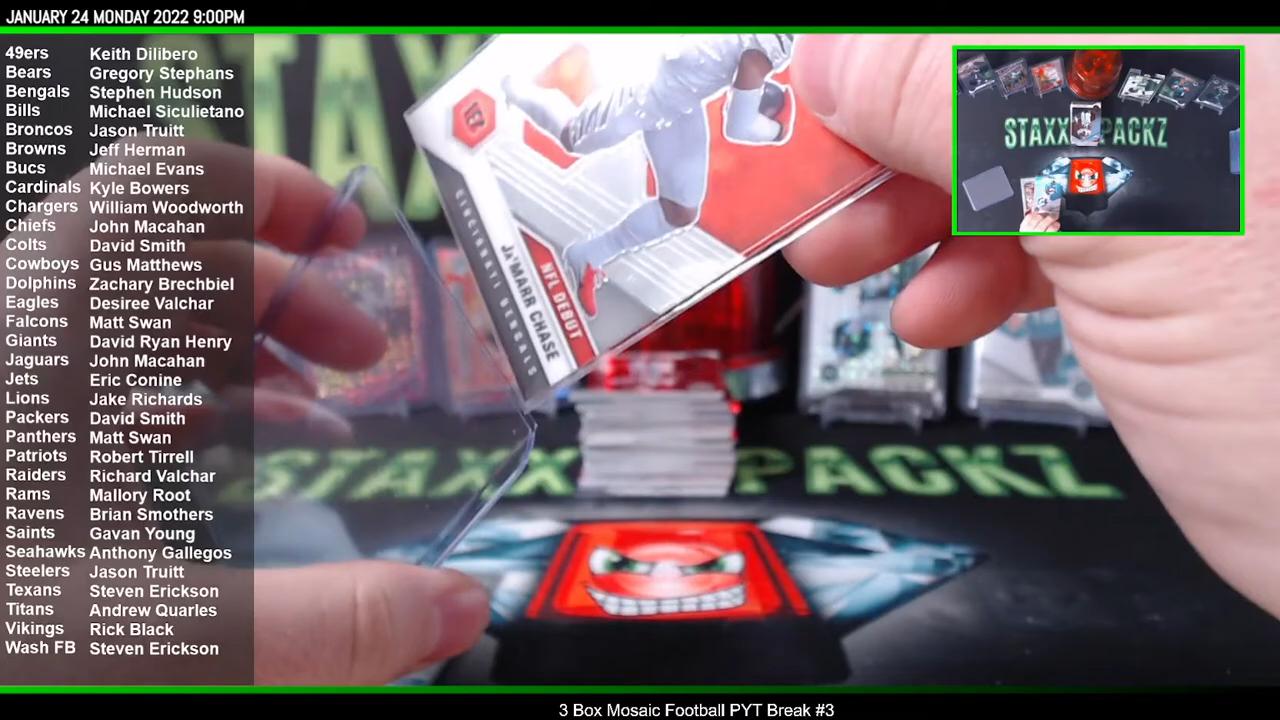 JANUARY 24 MONDAY 2022 9:00PM
49ers Keith Dilibero
Bears Gregory Stephans
Bengals Stephen Hudson
Bills Michael Siculietano
Broncos Jason Truitt
Browns Jeff Herman
Bucs Michael Evans
Cardinals Kyle Bowers
Chargers William Woodworth
Chiefs John Macahan
Colts David Smith
Cowboys Gus Matthews
Dolphins Zachary Brechbiel
Eagles Desiree Valchar
Falcons Matt Swan
Giants David Ryan Henry
Jaguars John Macahan
Jets Eric Conine
Lions Jake Richards
Packers David Smith
Panthers Matt Swan
Patriots Robert Tirrell
Raiders Richard Valchar
Rams Mallory Root
Ravens Brian Smothers
Saints Gavan Young
Seahawks Anthony Gallegos
Steelers Jason Truitt
Texans Steven Erickson
Titans Andrew Quarles
Vikings Rick Black
Wash FB Steven Erickson
STAX
CINCINNATI BENGALS
JA'MARR CHASE
NFL DEBUT
STAXX PACKZ
STAXX PACKZ
3 Box Mosaic Football PYT Break #3